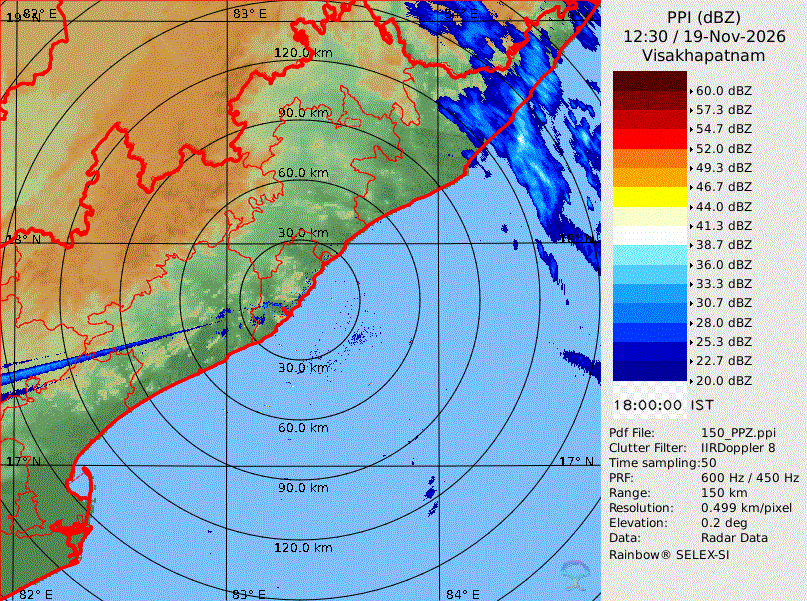 82° E
83° E
19° N
19° N
120.0 km
90.0 km
60.0 km
30.0 km
18° N
18° N
30.0 km
60.0 km
17° N
17° N
90.0 km
120.0 km
82° E
83° E
84° E
PPI (dBZ)
12:30 / 19-Nov-2026
Visakhapatnam
60.0 dBZ
57.3 dBZ
54.7 dBZ
52.0 dBZ
49.3 dBZ
46.7 dBZ
44.0 dBZ
41.3 dBZ
38.7 dBZ
36.0 dBZ
33.3 dBZ
30.7 dBZ
28.0 dBZ
25.3 dBZ
22.7 dBZ
20.0 dBZ
18:00:00 IST
Pdf File: 150_PPZ.ppi
Clutter Filter: IIRDoppler 8
Time sampling:50
PRF: 600 Hz / 450 Hz
Range: 150 km
Resolution: 0.499 km/pixel
Elevation: 0.2 deg
Data: Radar Data
Rainbow® SELEX-SI